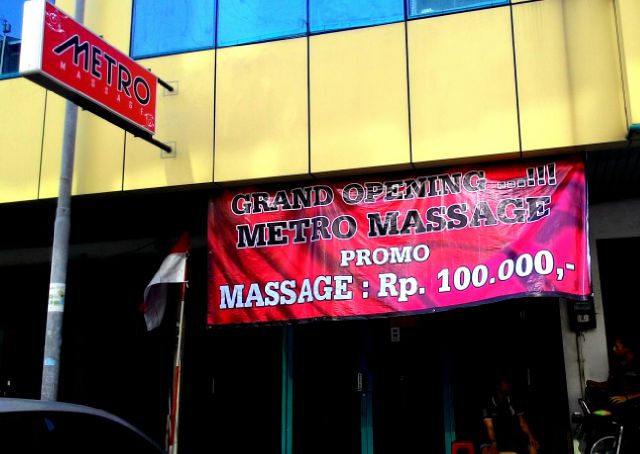 METRO
MASSAGE
GRAND OPENING ....!!!
METRO MASSAGE
PROMO
MASSAGE : Rp. 100.000,-